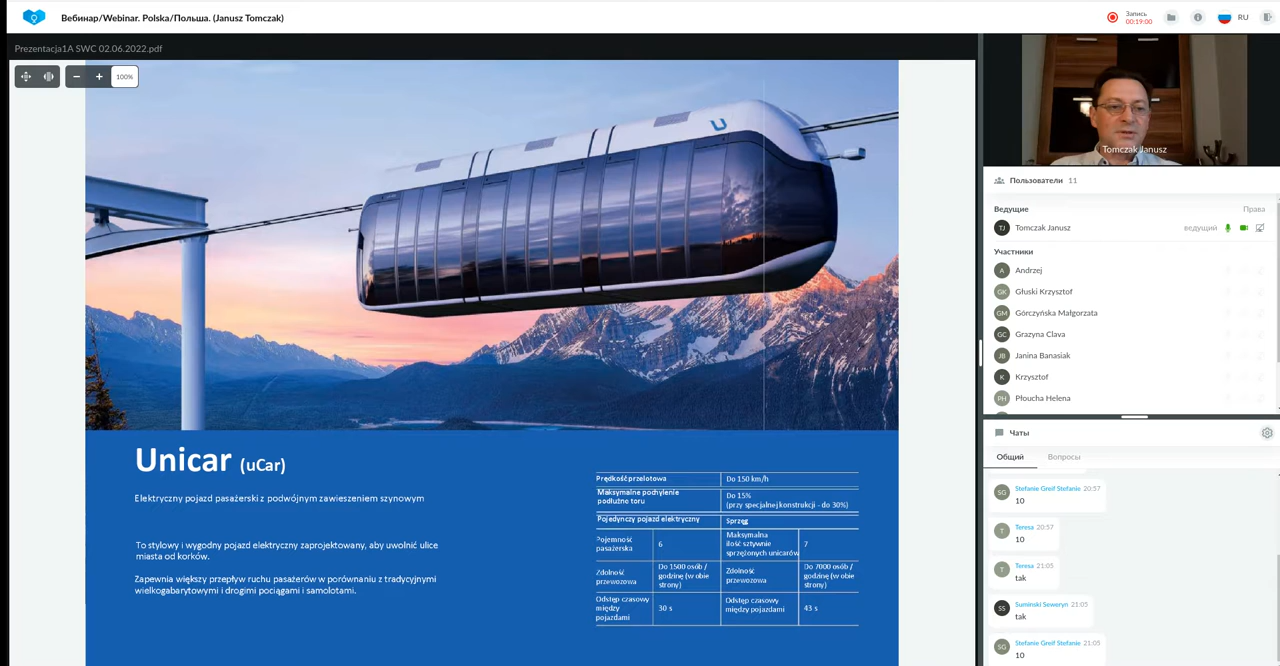 Вебинар/Webinar. Polska/Польша. (Janusz Tomczak)
Запись
00:19:00
RU
Prezentacja1A SWC 02.06.2022.pdf
100%
U
Tomczak Janusz
Пользователи 11
Ведущие Права
TJ Tomczak Janusz ведущий
Участники
A Andrzej
GK Głuski Krzysztof
GM Górczyńska Małgorzata
GC Grazyna Clava
JB Janina Banasiak
K Krzysztof
PH Płoucha Helena
Чаты
Общий Вопросы
SG Stefanie Greif Stefanie 20:57
10
T Teresa 20:57
10
T Teresa 21:05
tak
SS Suminski Seweryn 21:05
tak
SG Stefanie Greif Stefanie 21:05
10
Unicar (uCar)
Elektryczny pojazd pasażerski z podwójnym zawieszeniem szynowym
To stylowy i wygodny pojazd elektryczny zaprojektowany, aby uwolnić ulice
miasta od korków.
Zapewnia większy przepływ ruchu pasażerów w porównaniu z tradycyjnymi
wielkogabarytowymi i drogimi pociągami i samolotami.
Prędkość przelotowa Do 150 km/h
Maksymalne pochylenie
podłużne toru
Do 15%
(przy specjalnej konstrukcji - do 30%)
Pojedynczy pojazd elektryczny Sprzęg
Pojemność
pasażerska
6
Maksymalna
ilość sztywnie
sprzężonych unicarów
7
Zdolność
przewozowa
Do 1500 osób /
godzinę (w obie
strony)
Zdolność
przewozowa
Do 7000 osób /
godzinę (w obie
strony)
Odstęp czasowy
między
pojazdami
30 s
Odstęp czasowy
między pojazdami
43 s